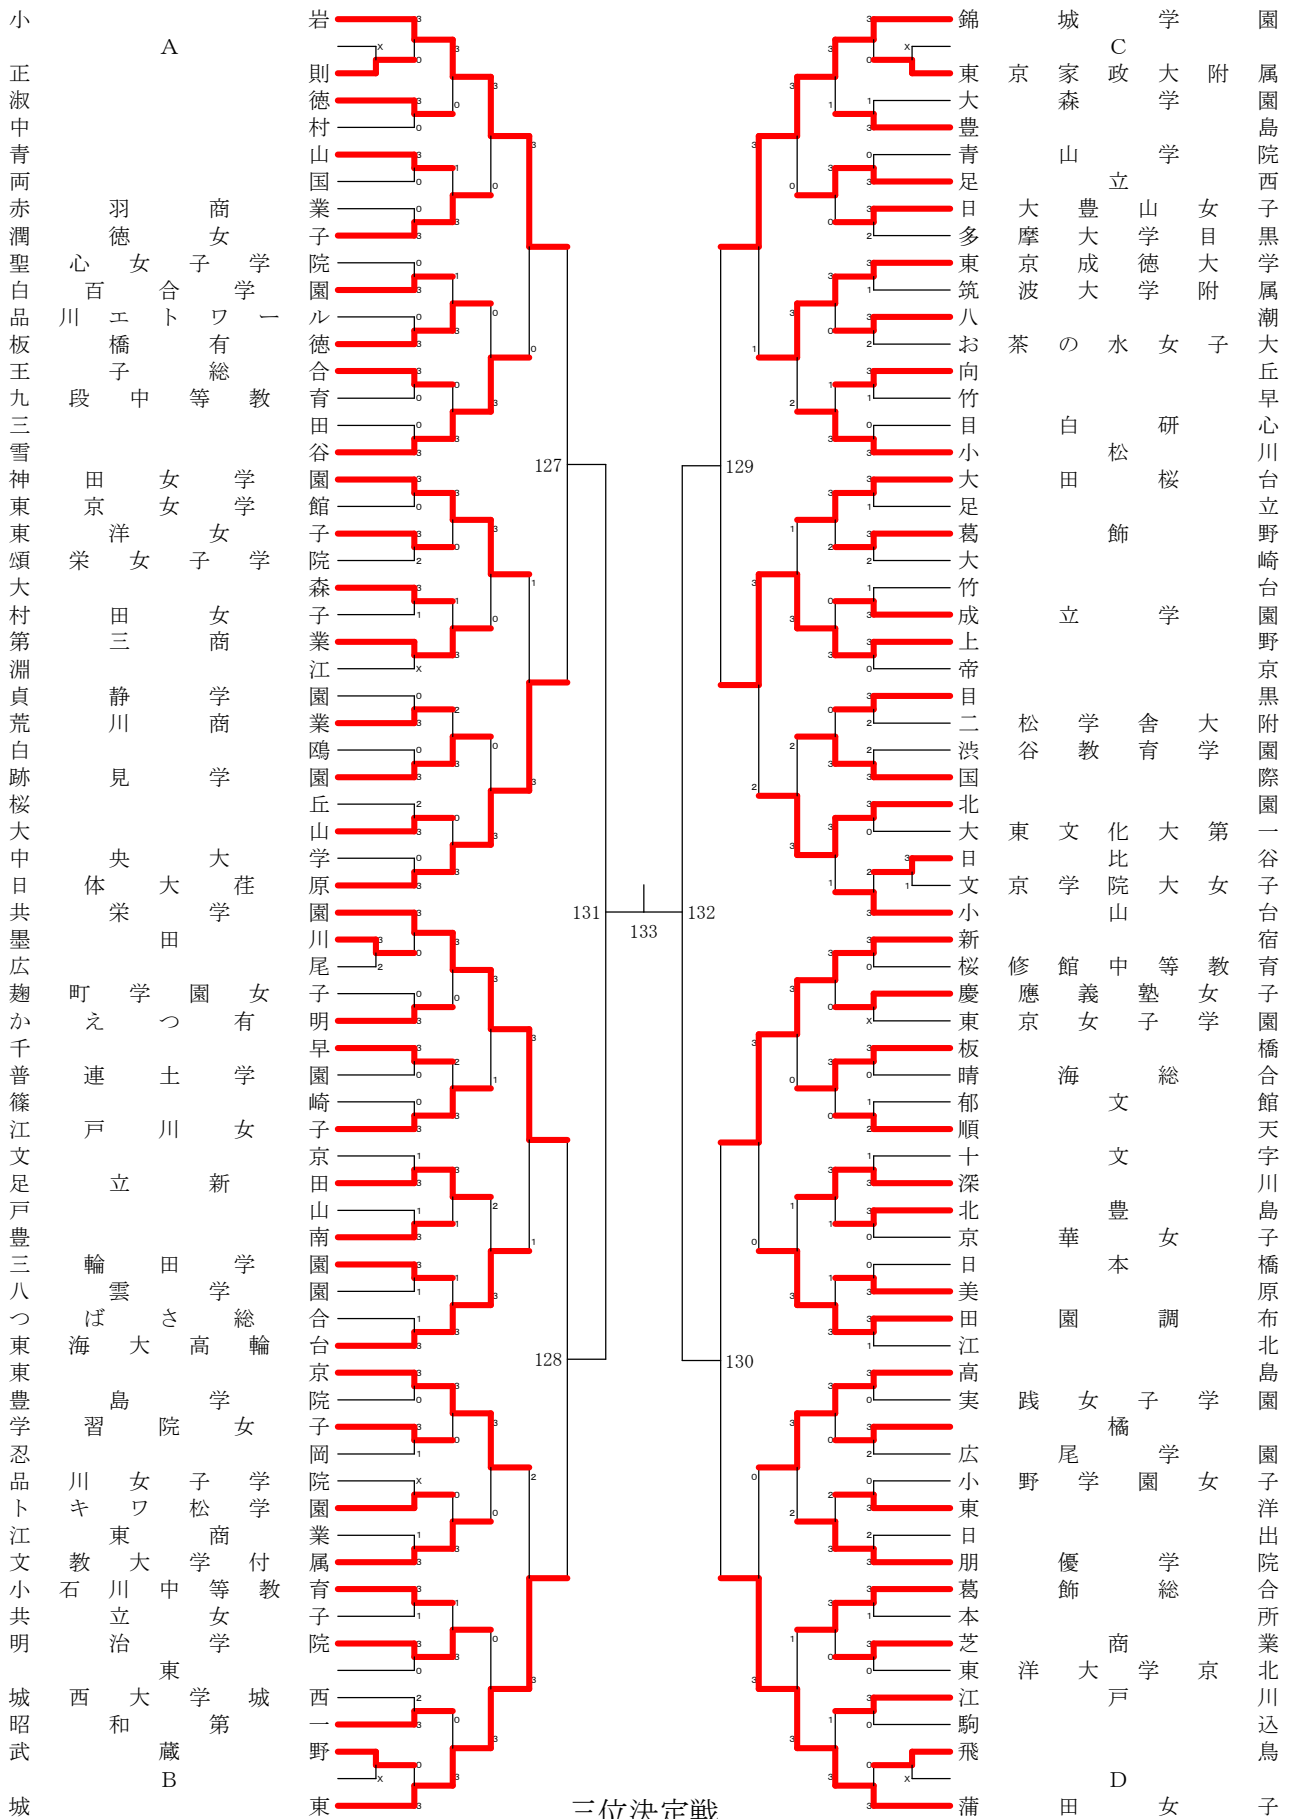 小岩
A
正則
淑徳
中村
青山
両国
赤羽商業
潤徳女子
聖心女子学院
白百合学園
品川エトワール
板橋有徳
王子総合
九段中等教育
三田
雪谷
神田女学園
東京女学館
東洋女子
頌栄女子学院
大森
村田女子
第三商業
淵江
貞静学園
荒川商業
白鴎
跡見学園
桜丘
大山
中央大学
日体大荏原
共栄学園
墨田川
広尾
麹町学園女子
かえつ有明
千早
普連土学園
篠崎
江戸川女子
文京
足立新田
戸山
豊南
三輪田学園
八雲学園
つばさ総合
東海大高輪台
東京
豊島学院
学習院女子
忍岡
品川女子学院
トキワ松学園
江東商業
文教大学付属
小石川中等教育
共立女子
明治学院
東
城西大学城西
昭和第一
武蔵野
B
城東
127
128
131
133
132
129
130
三位決定戦
錦城学園
C
東京家政大附属
大森学園
豊島
青山学院
足立西
日大豊山女子
多摩大学目黒
東京成徳大学
筑波大学附属
八潮
お茶の水女子大
向丘
竹早
目白研心
小松川
大田桜台
足立
葛飾野
大崎
竹台
成立学園
上野
帝京
目黒
二松学舎大附
渋谷教育学園
国際
北園
大東文化大第一
日比谷
文京学院大女子
小山台
新宿
桜修館中等教育
慶應義塾女子
東京女子学園
板橋
晴海総合
郁文館
順天
十文字
深川
北豊島
京華女子
日本橋
美原
田園調布
江北
高島
実践女子学園
橘
広尾学園
小野学園女子
東洋
日出
朋優学院
葛飾総合
本所
芝商業
東洋大学京北
江戸川
駒込
飛鳥
D
蒲田女子